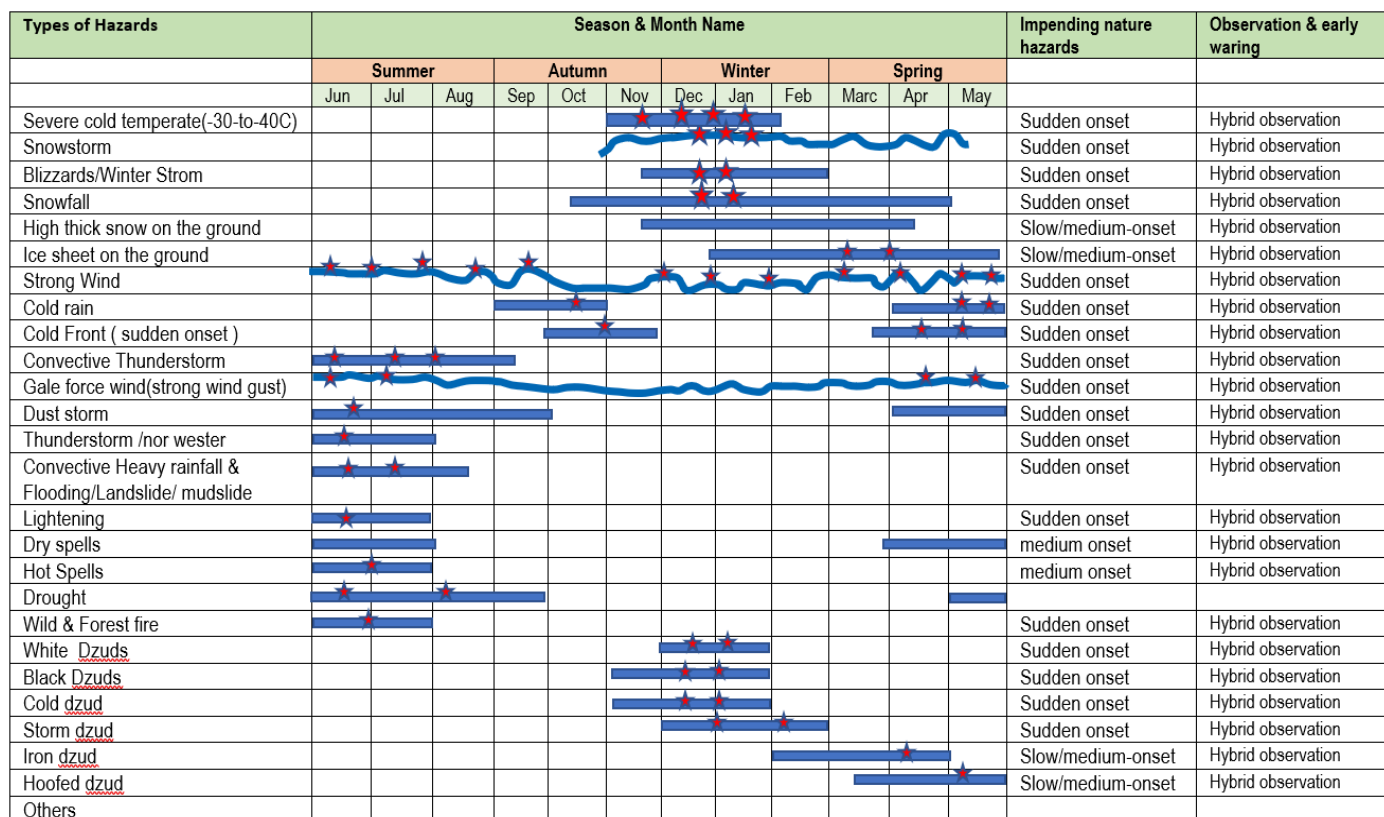 Types of Hazards Season & Month Name Impending nature Observation & early
hazards waring
Summer Autumn Winter Spring
Jun Jul Aug Sep Oct Nov Dec Jan Feb Marc Apr May
Severe cold temperate(-30-to-40C) Sudden onset Hybrid observation
Snowstorm Sudden onset Hybrid observation
Blizzards/Winter Strom Sudden onset Hybrid observation
Snowfall Sudden onset Hybrid observation
High thick snow on the ground Slow/medium-onset Hybrid observation
Ice sheet on the ground Slow/medium-onset Hybrid observation
Strong Wind Sudden onset Hybrid observation
Cold rain Sudden onset Hybrid observation
Cold Front ( sudden onset ) Sudden onset Hybrid observation
Convective Thunderstorm Sudden onset Hybrid observation
Gale force wind(strong wind gust) Sudden onset Hybrid observation
Dust storm Sudden onset Hybrid observation
Thunderstorm /nor wester Sudden onset Hybrid observation
Convective Heavy rainfall & Sudden onset Hybrid observation
Flooding/Landslide/ mudslide
Lightening Sudden onset Hybrid observation
Dry spells medium onset Hybrid observation
Hot Spells medium onset Hybrid observation
Drought
Wild & Forest fire Sudden onset Hybrid observation
White Dzuds Sudden onset Hybrid observation
Black Dzuds Sudden onset Hybrid observation
Cold dzud Sudden onset Hybrid observation
Storm dzud Sudden onset Hybrid observation
Iron dzud Slow/medium-onset Hybrid observation
Hoofed dzud Slow/medium-onset Hybrid observation
Others